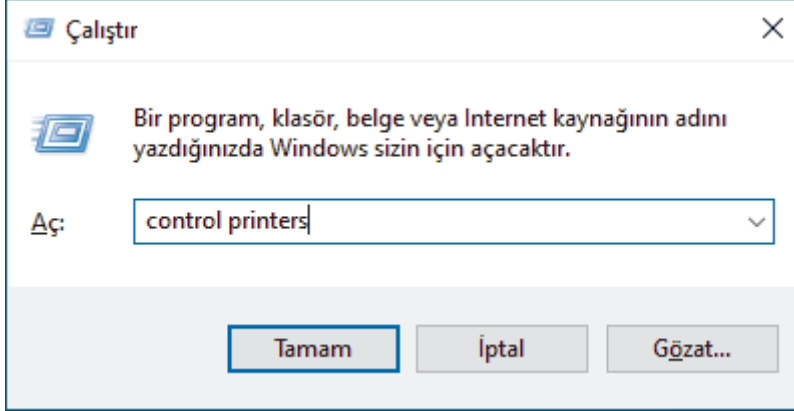 Çalıştır
Bir program, klasör, belge veya Internet kaynağının adını
yazdığınızda Windows sizin için açacaktır.
Aç:
control printers
Tamam
İptal
Gözat...